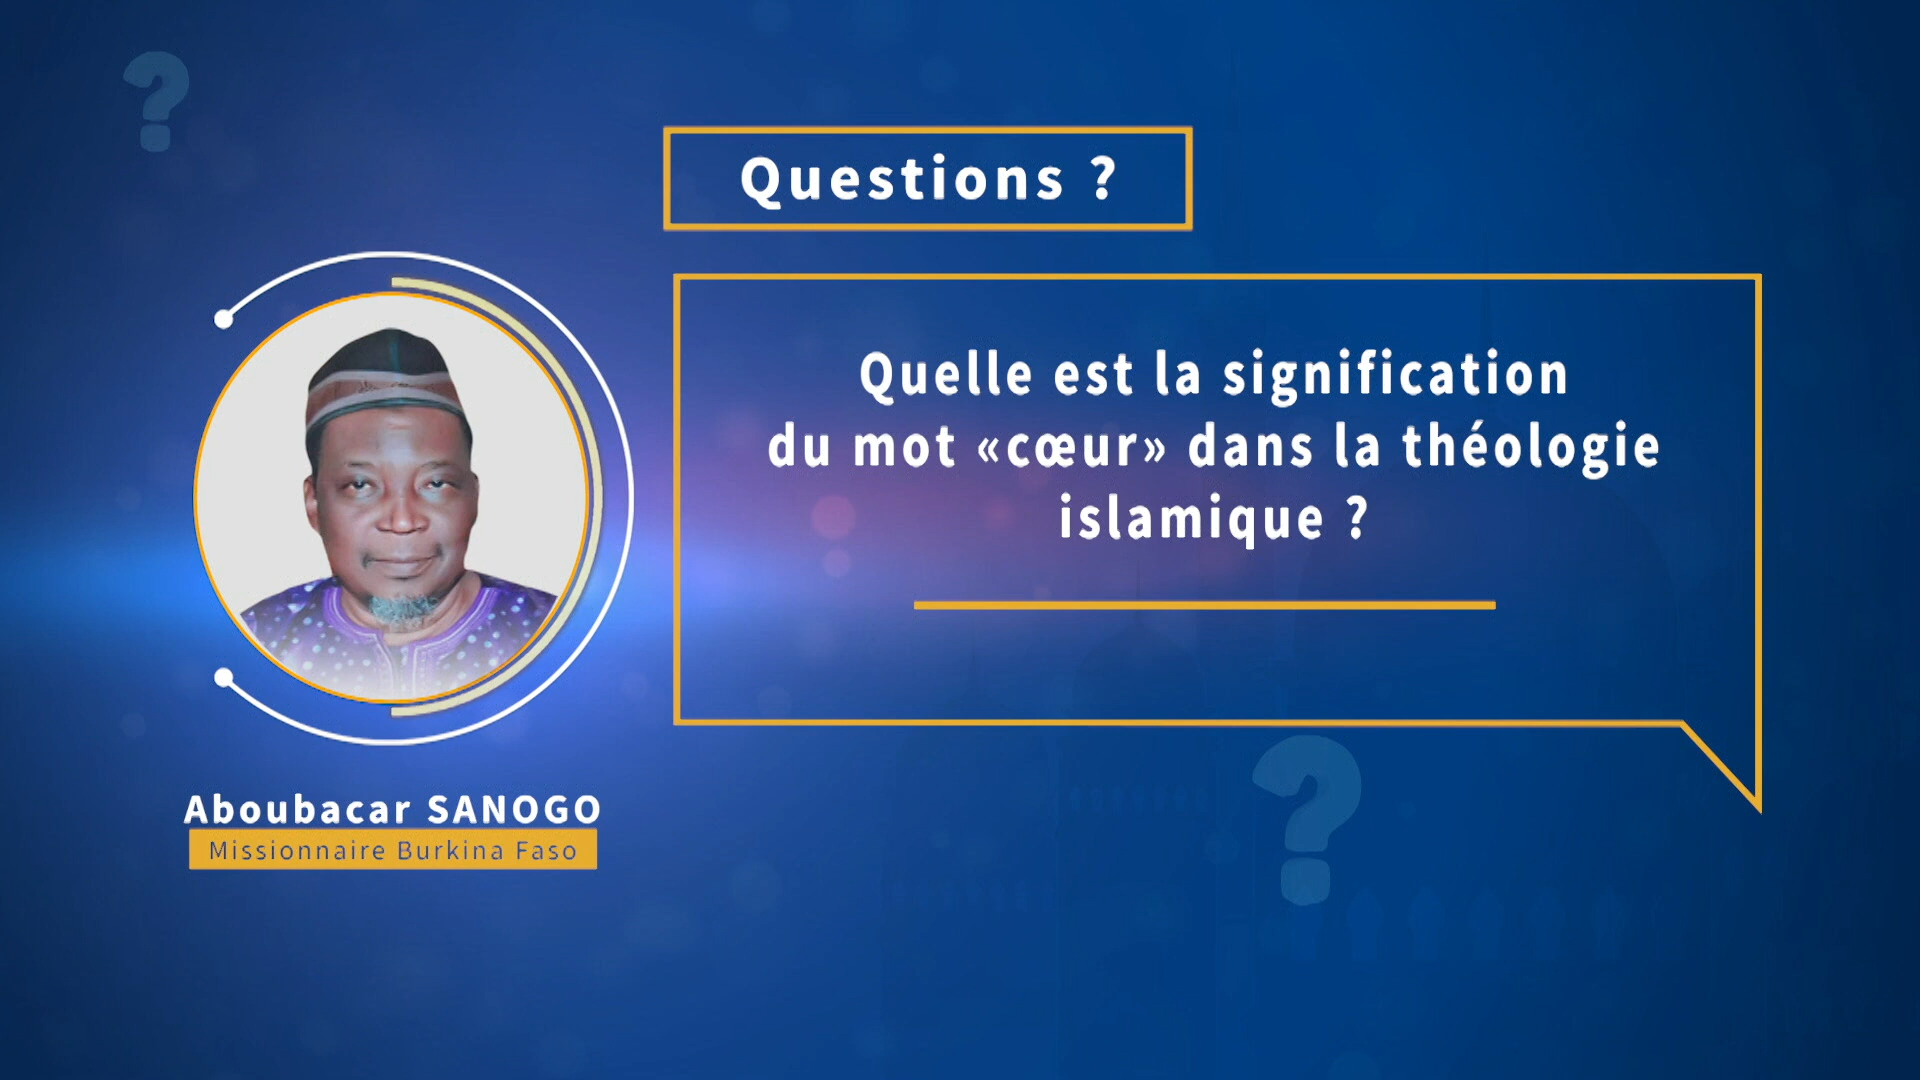 Questions ?
Quelle est la signification
du mot «cœur» dans la théologie
islamique ?
Aboubacar SANOGO
Missionnaire Burkina Faso